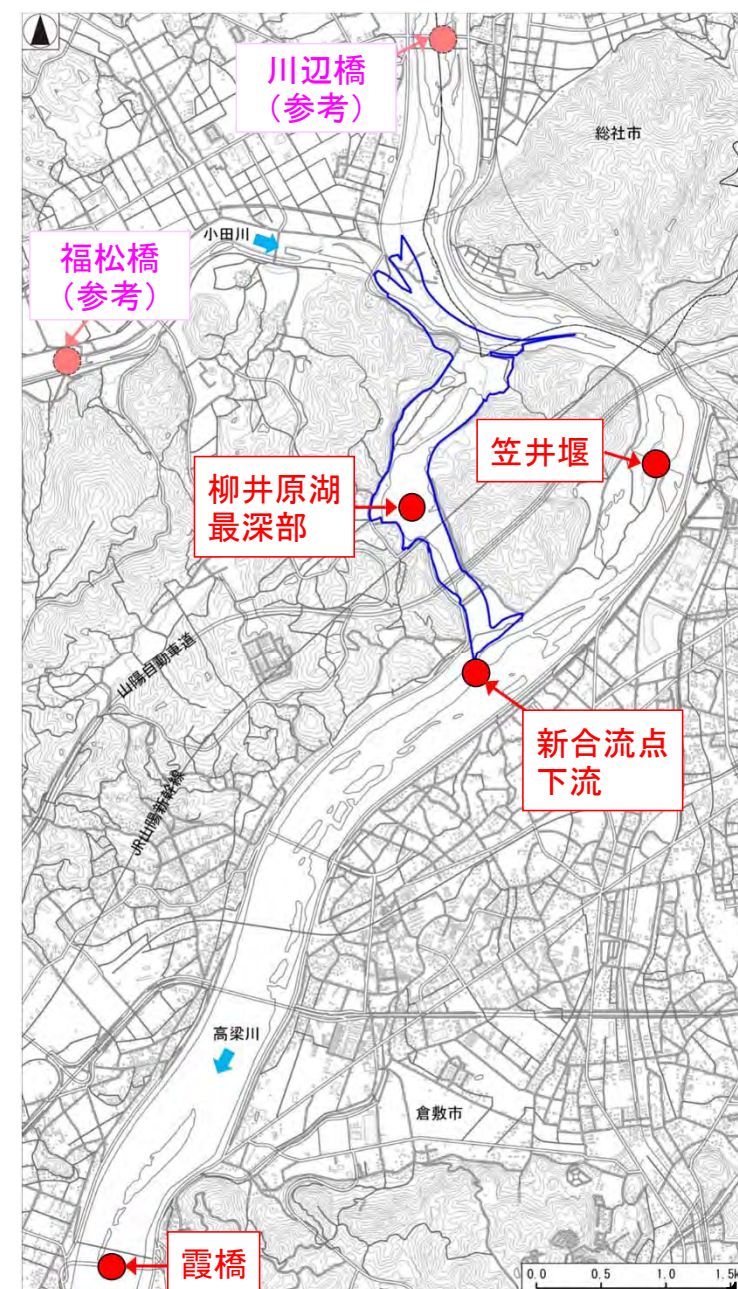 川辺橋
(参考)
総社市
小田川
福松橋
(参考)
笠井堰
柳井原湖
最深部
山陽自動車道
新合流点
下流
JR山陽新幹線
高梁川
倉敷市
霞橋
0.0 0.5 1.0 1.5k